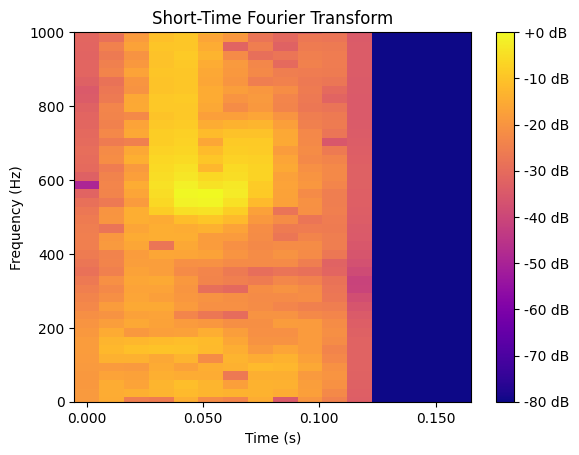 Short-Time Fourier Transform
Frequency (Hz)
1000
800
600
400
200
0
0.000
0.050
0.100
0.150
Time (s)
+0 dB
-10 dB
-20 dB
-30 dB
-40 dB
-50 dB
-60 dB
-70 dB
-80 dB